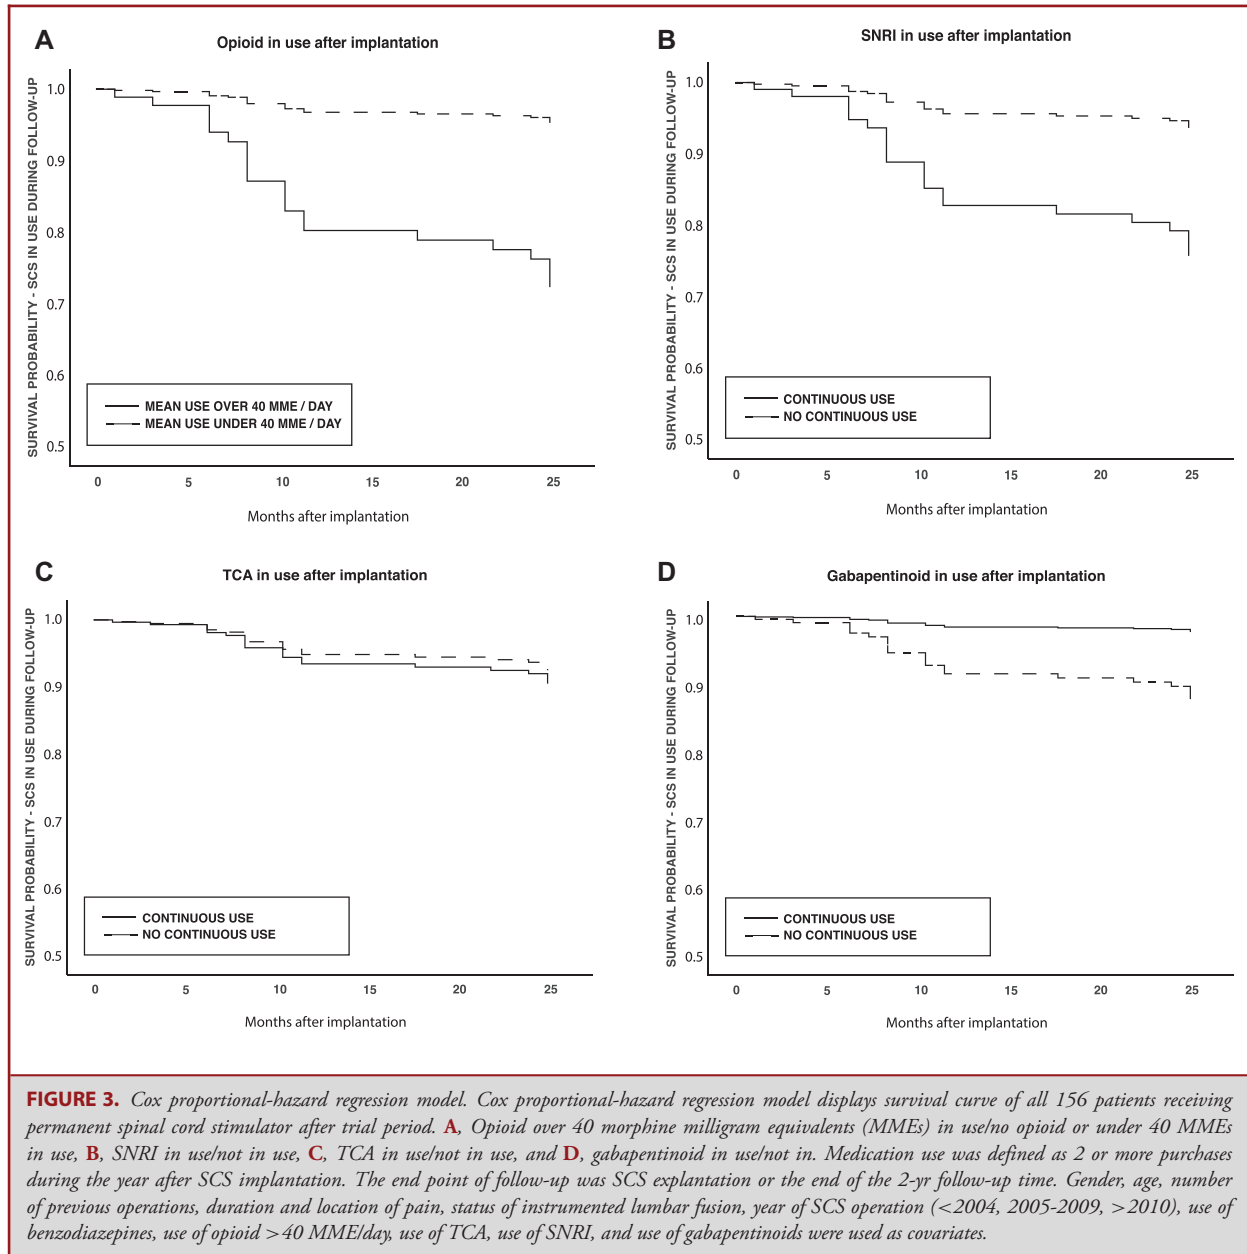 A
Opioid in use after implantation
SURVIVAL PROBABILITY - SCS IN USE DURING FOLLOW-UP
1.0
0.9
0.8
0.7
0.6
0.5
MEAN USE OVER 40 MME / DAY
MEAN USE UNDER 40 MME / DAY
0 5 10 15 20 25
Months after implantation
B
SNRI in use after implantation
SURVIVAL PROBABILITY - SCS IN USE DURING FOLLOW-UP
1.0
0.9
0.8
0.7
0.6
0.5
CONTINUOUS USE
NO CONTINUOUS USE
0 5 10 15 20 25
Months after implantation
C
TCA in use after implantation
SURVIVAL PROBABILITY - SCS IN USE DURING FOLLOW-UP
1.0
0.9
0.8
0.7
0.6
0.5
CONTINUOUS USE
NO CONTINUOUS USE
0 5 10 15 20 25
Months after implantation
D
Gabapentinoid in use after implantation
SURVIVAL PROBABILITY - SCS IN USE DURING FOLLOW-UP
1.0
0.9
0.8
0.7
0.6
0.5
CONTINUOUS USE
NO CONTINUOUS USE
0 5 10 15 20 25
Months after implantation
FIGURE 3. Cox proportional-hazard regression model. Cox proportional-hazard regression model displays survival curve of all 156 patients receiving
permanent spinal cord stimulator after trial period. A, Opioid over 40 morphine milligram equivalents (MMEs) in use/no opioid or under 40 MMEs
in use, B, SNRI in use/not in use, C, TCA in use/not in use, and D, gabapentinoid in use/not in. Medication use was defined as 2 or more purchases
during the year after SCS implantation. The end point of follow-up was SCS explantation or the end of the 2-yr follow-up time. Gender, age, number
of previous operations, duration and location of pain, status of instrumented lumbar fusion, year of SCS operation (<2004, 2005-2009, >2010), use of
benzodiazepines, use of opioid >40 MME/day, use of TCA, use of SNRI, and use of gabapentinoids were used as covariates.